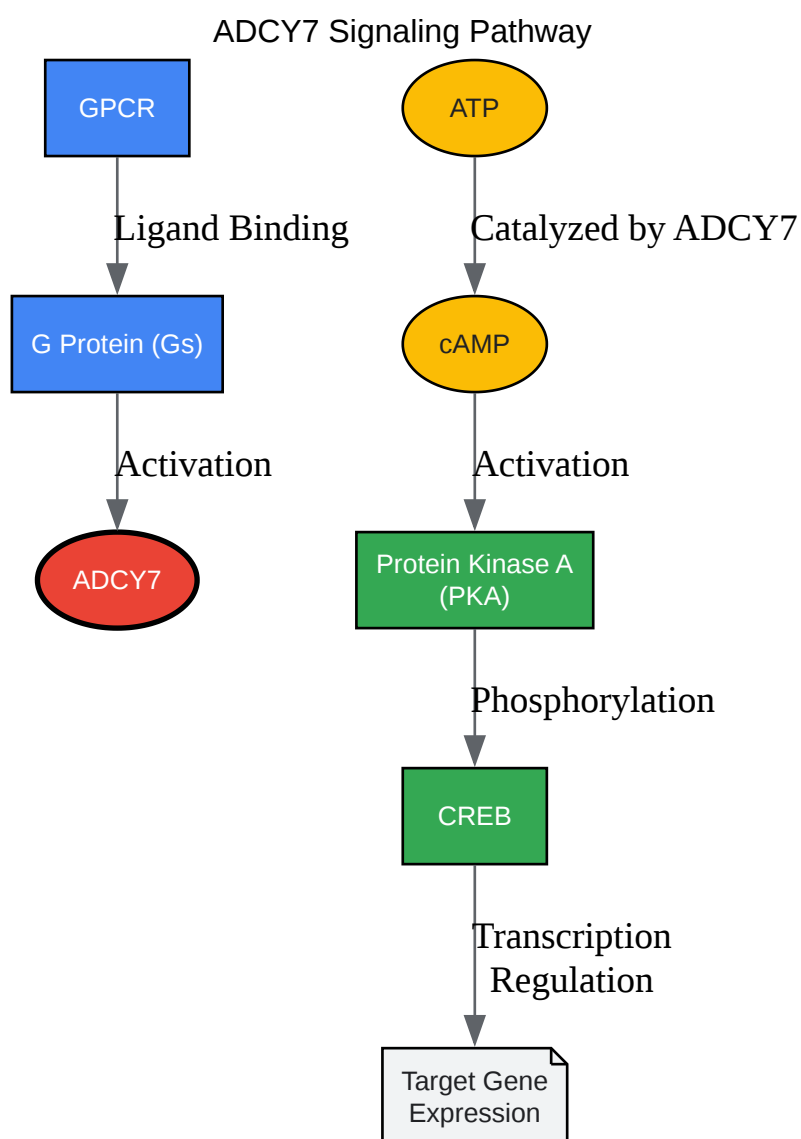 ADCY7 Signaling Pathway
GPCR
ATP
Ligand Binding
Catalyzed by ADCY7
G Protein (Gs)
cAMP
Activation
Activation
ADCY7
Protein Kinase A
(PKA)
Phosphorylation
CREB
Transcription
Regulation
Target Gene
Expression